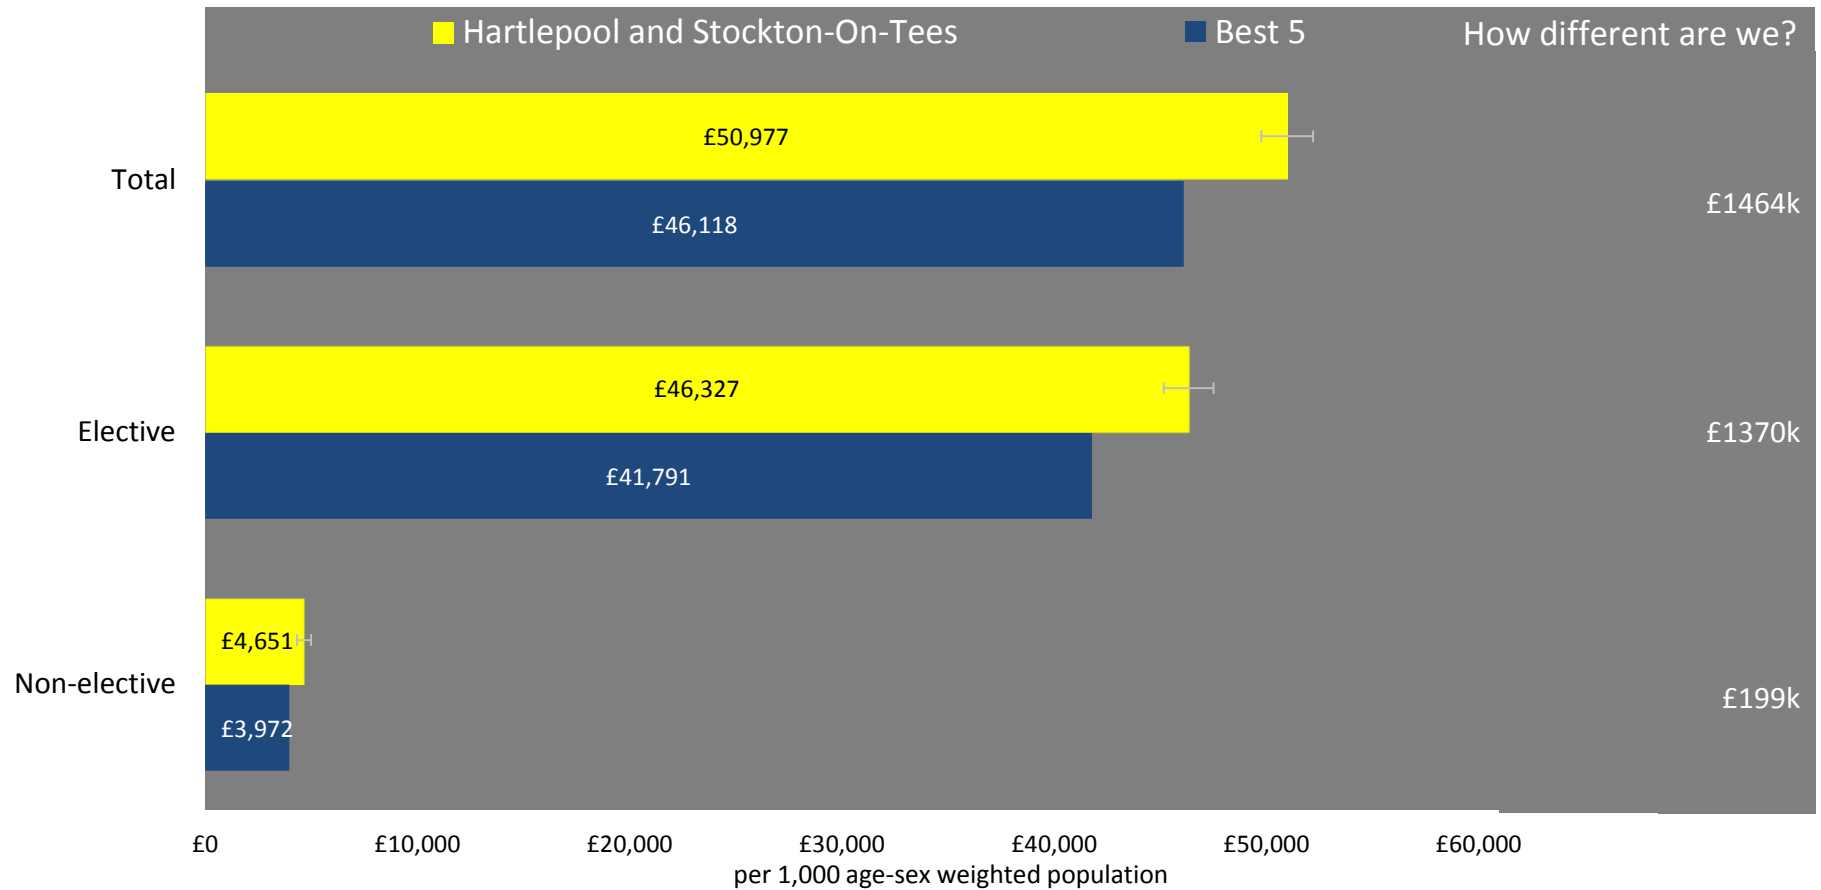 Hartlepool and Stockton-On-Tees Best 5 How different are we?
£50,977
Total
£46,118
£1464k
£46,327
Elective
£41,791
£1370k
£4,651
Non-elective
£3,972
£199k
£0 £10,000 £20,000 £30,000 £40,000 £50,000 £60,000
per 1,000 age-sex weighted population